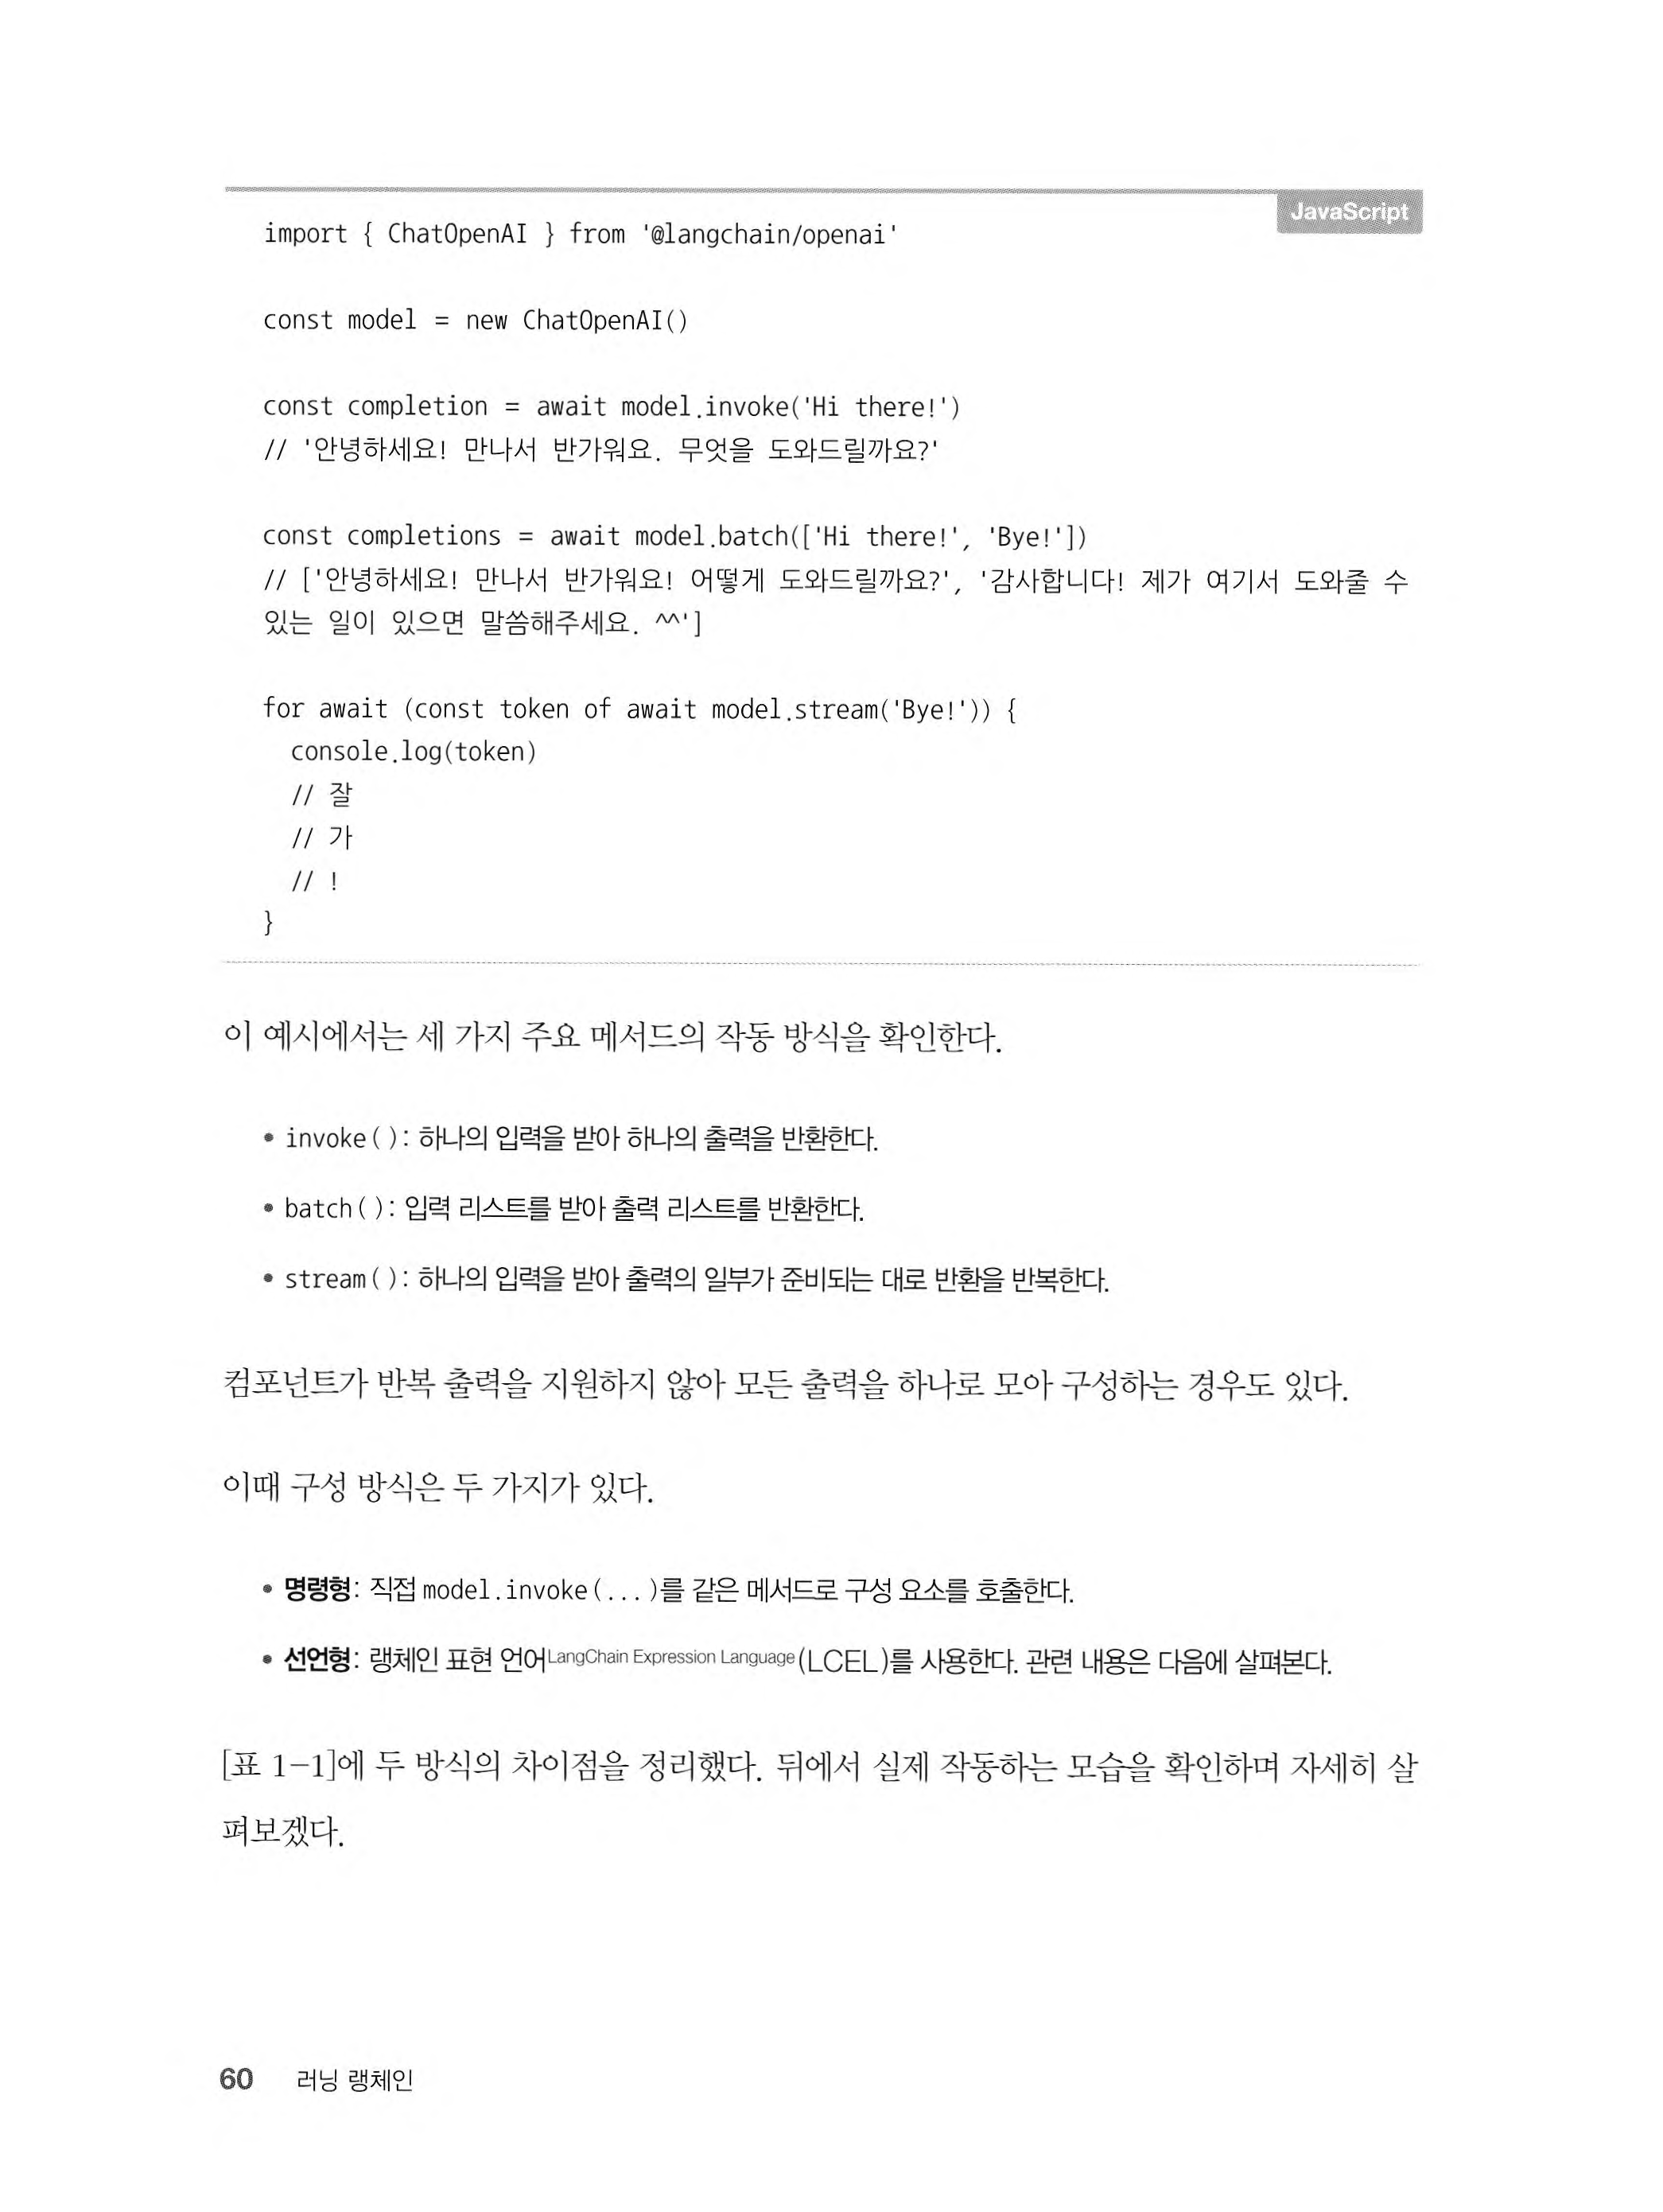 JavaScript
import { ChatOpenAI } from '@langchain/openai'
const model = new ChatOpenAI()
const completion = await model.invoke('Hi there!')
// '안녕하세요! 만나서 반가워요. 무엇을 도와드릴까요?'
const completions = await model.batch(['Hi there!', 'Bye!'])
// ['안녕하세요! 만나서 반가워요! 어떻게 도와드릴까요?', '감사합니다! 제가 여기서 도와줄 수
있는 일이 있으면 말씀해주세요. ^^']
for await (const token of await model.stream('Bye!')) {
console.log(token)
// 잘
// 가
// !
}
이 예시에서는 세 가지 주요 메서드의 작동 방식을 확인한다.
• invoke(): 하나의 입력을 받아 하나의 출력을 반환한다.
• batch(): 입력 리스트를 받아 출력 리스트를 반환한다.
• stream(): 하나의 입력을 받아 출력의 일부가 준비되는 대로 반환을 반복한다.
컴포넌트가 반복 출력을 지원하지 않아 모든 출력을 하나로 모아 구성하는 경우도 있다.
이때 구성 방식은 두 가지가 있다.
• 명령형: 직접 model.invoke(...)를 같은 메서드로 구성 요소를 호출한다.
• 선언형: 랭체인 표현 언어LangChain Expression Language(LCEL)를 사용한다. 관련 내용은 다음에 살펴본다.
[표 1-1]에 두 방식의 차이점을 정리했다. 뒤에서 실제 작동하는 모습을 확인하며 자세히 살
펴보겠다.
60 러닝 랭체인